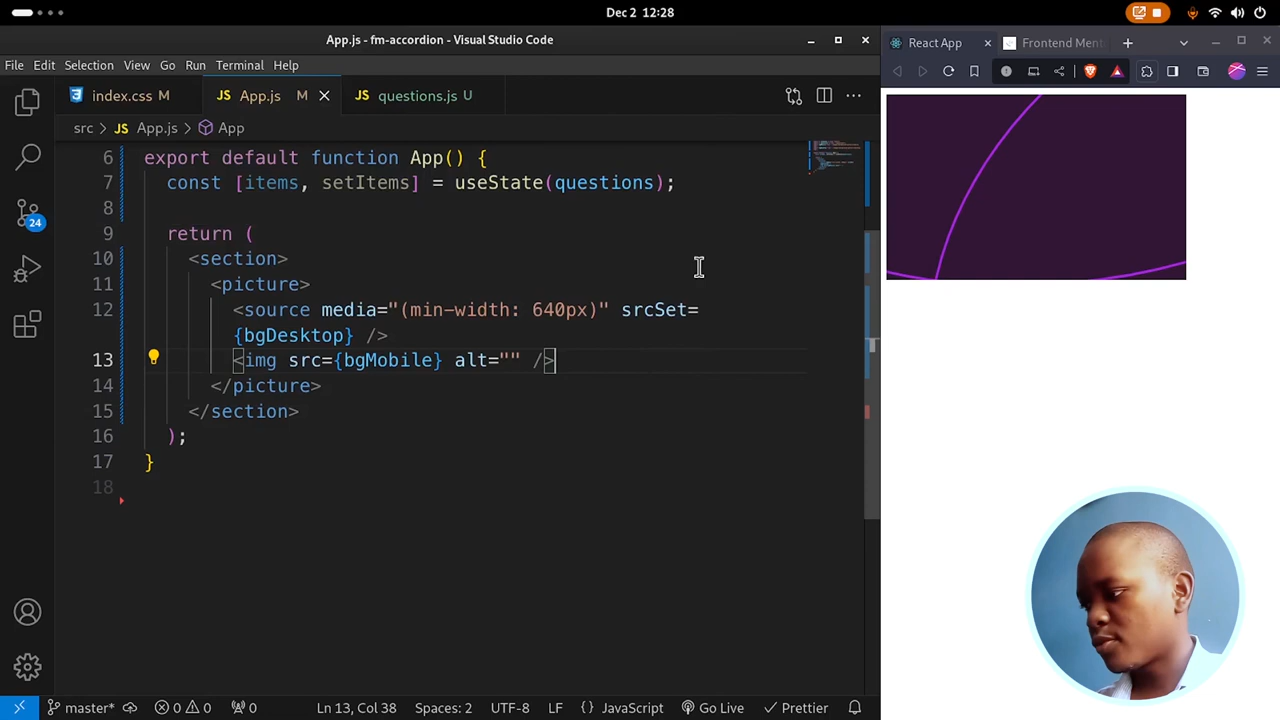 Dec 2 12:28
App.js - fm-accordion - Visual Studio Code
File Edit Selection View Go Run Terminal Help
index.css M
App.js M
questions.js U
React App
Frontend Ment
src > App.js > App
6 export default function App() {
7 const [items, setItems] = useState(questions);
8
9 return (
10 <section>
11 <picture>
12 <source media="(min-width: 640px)" srcSet=
{bgDesktop} />
13 <img src={bgMobile} alt="" />
14 </picture>
15 </section>
16 );
17 }
18
24
master* 0 0 0 Ln 13, Col 38 Spaces: 2 UTF-8 LF {} JavaScript Go Live Prettier